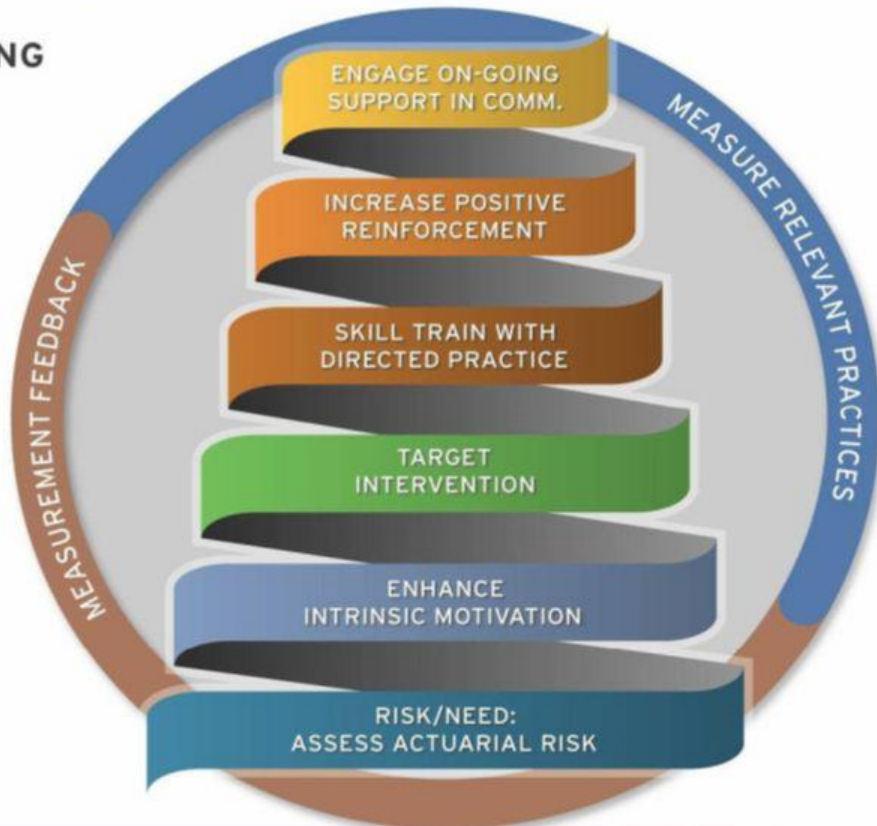 NG
ENGAGE ON-GOING
SUPPORT IN COMM.
INCREASE POSITIVE
REINFORCEMENT
SKILL TRAIN WITH
DIRECTED PRACTICE
TARGET
INTERVENTION
ENHANCE
INTRINSIC MOTIVATION
RISK/NEED:
ASSESS ACTUARIAL RISK
MEASURE RELEVANT PRACTICES
MEASUREMENT FEEDBACK